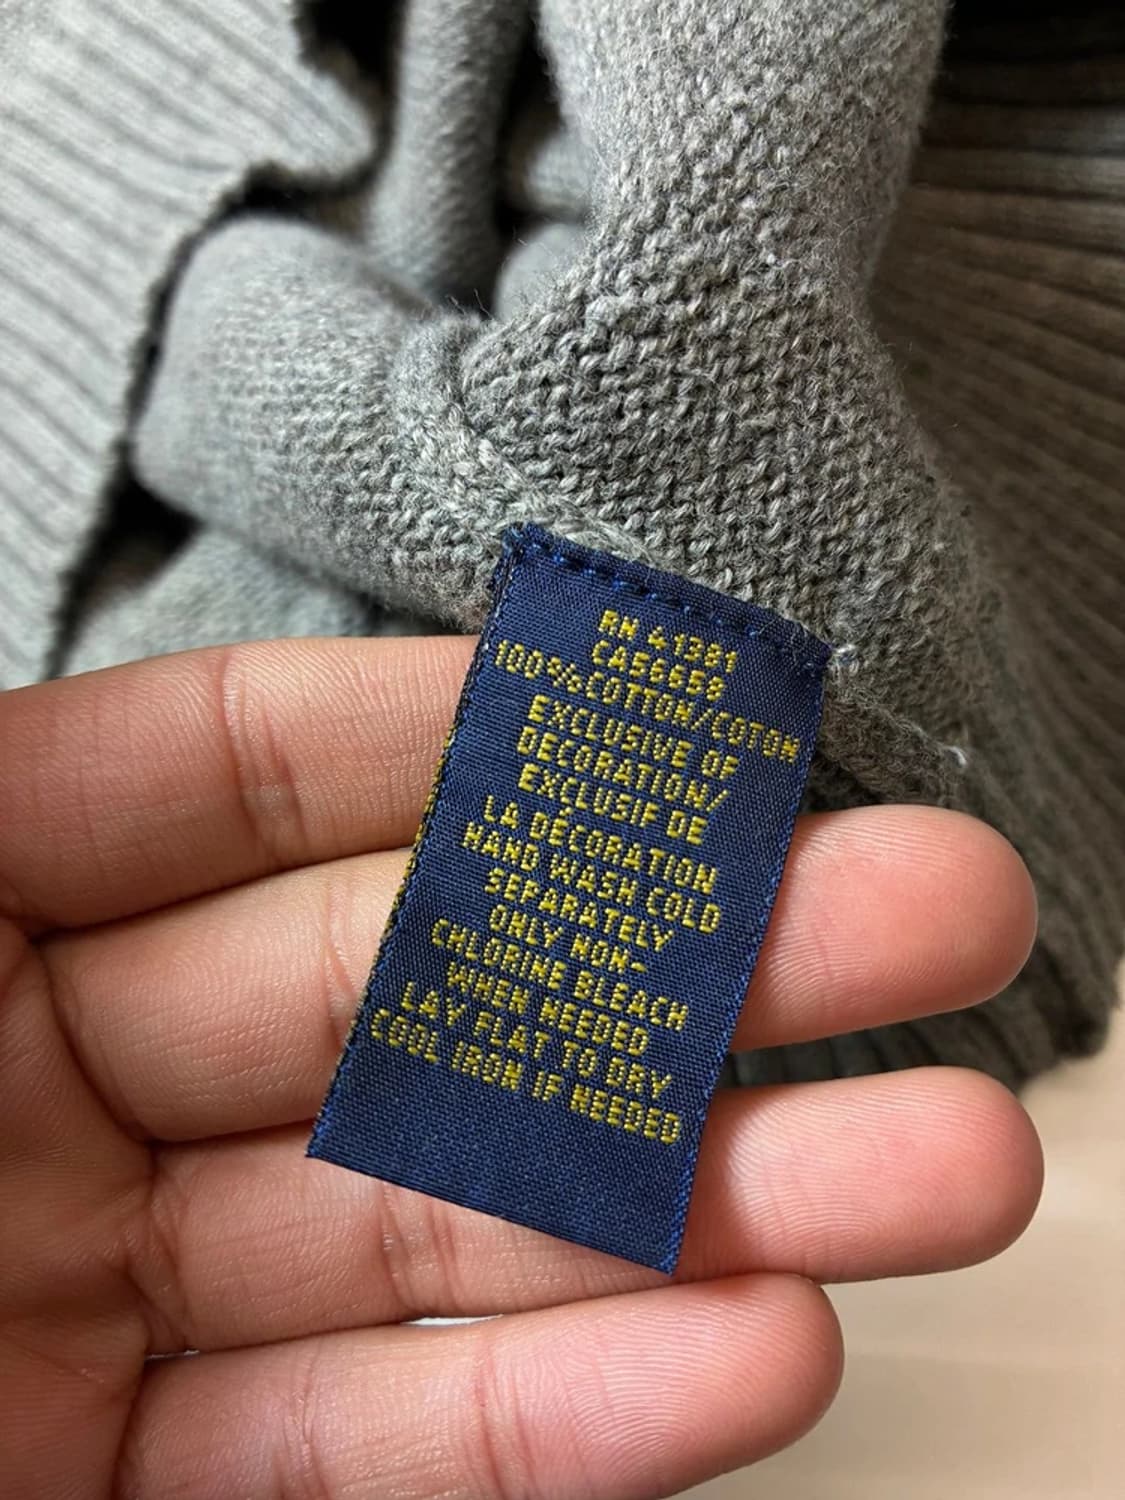 RN 41381
CA56659
100%COTTON/COTON
EXCLUSIVE OF
DECORATION/
EXCLUSIF DE
LA DÉCORATION
HAND WASH COLD
SEPARATELY
ONLY NON-
CHLORINE BLEACH
WHEN NEEDED
LAY FLAT TO DRY
COOL IRON IF NEEDED